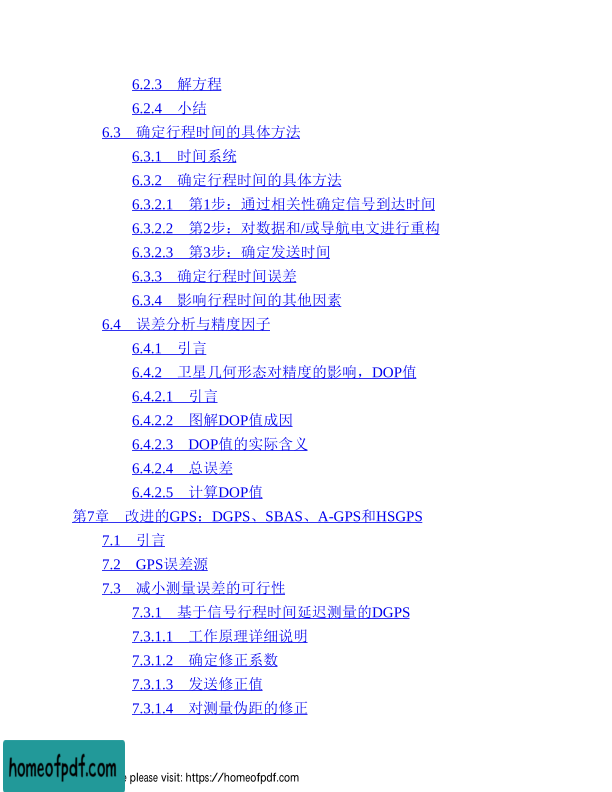 6.2.3 解方程
6.2.4 小结
6.3 确定行程时间的具体方法
6.3.1 时间系统
6.3.2 确定行程时间的具体方法
6.3.2.1 第1步：通过相关性确定信号到达时间
6.3.2.2 第2步：对数据和/或导航电文进行重构
6.3.2.3 第3步：确定发送时间
6.3.3 确定行程时间误差
6.3.4 影响行程时间的其他因素
6.4 误差分析与精度因子
6.4.1 引言
6.4.2 卫星几何形态对精度的影响，DOP值
6.4.2.1 引言
6.4.2.2 图解DOP值成因
6.4.2.3 DOP值的实际含义
6.4.2.4 总误差
6.4.2.5 计算DOP值
第7章 改进的GPS：DGPS、SBAS、A-GPS和HSGPS
7.1 引言
7.2 GPS误差源
7.3 减小测量误差的可行性
7.3.1 基于信号行程时间延迟测量的DGPS
7.3.1.1 工作原理详细说明
7.3.1.2 确定修正系数
7.3.1.3 发送修正值
7.3.1.4 对测量伪距的修正
homeofpdf.com
please visit: https://homeofpdf.com